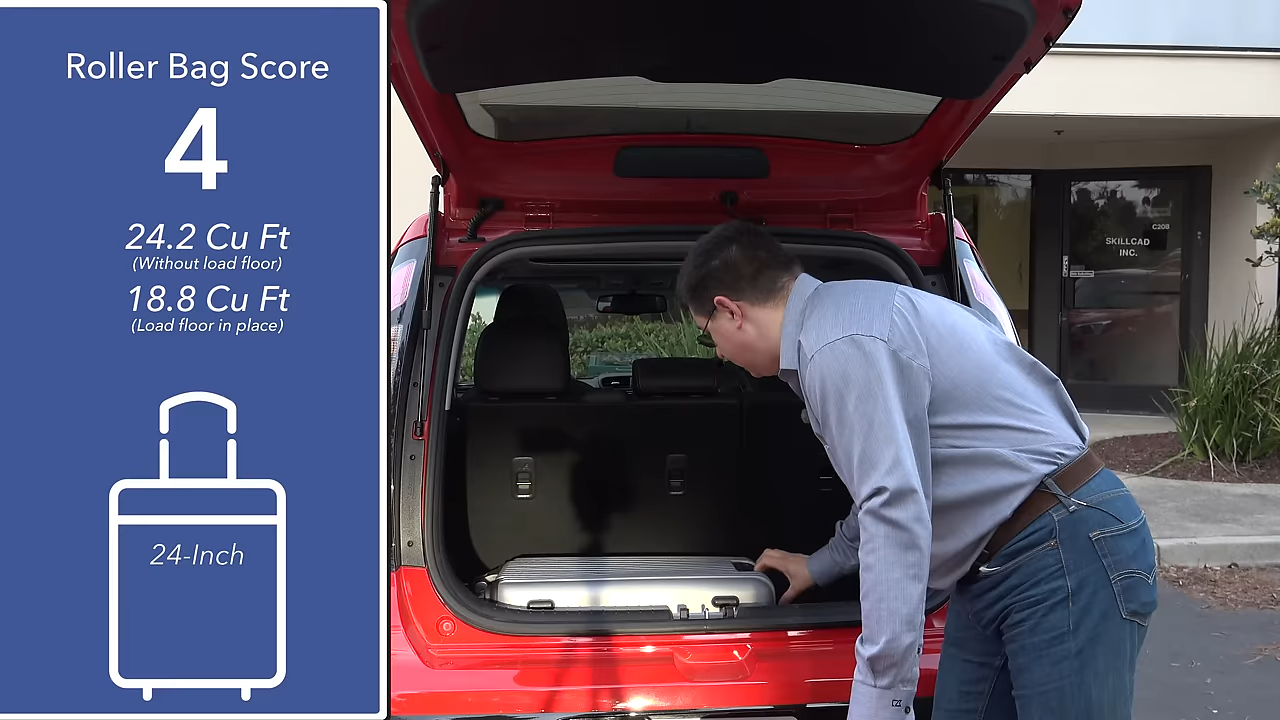 Roller Bag Score
4
24.2 Cu Ft
(Without load floor)
18.8 Cu Ft
(Load floor in place)
24-Inch
C208
SKILLCAD
INC.